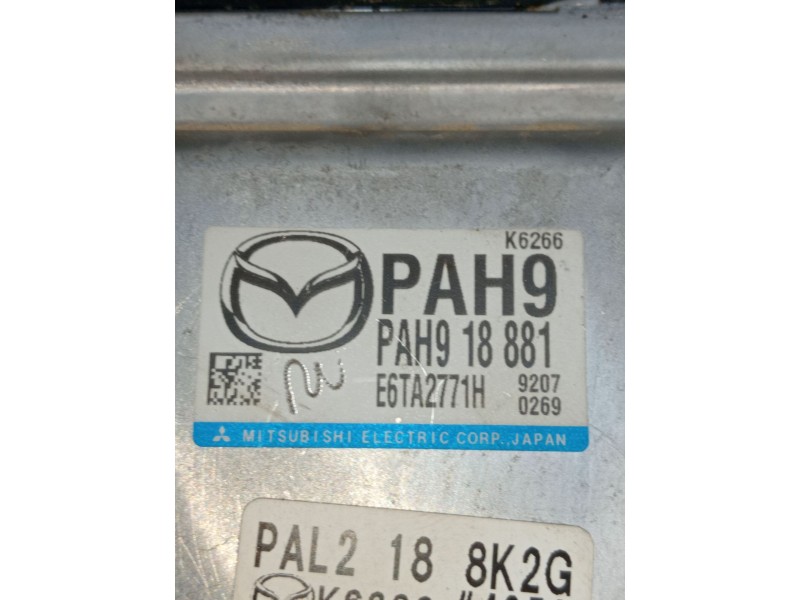 K6266
PAH9
PAH9 18 881
E6TA2771H 9207
0269
MITSUBISHI ELECTRIC CORP., JAPAN
PAL2 18 8K2G